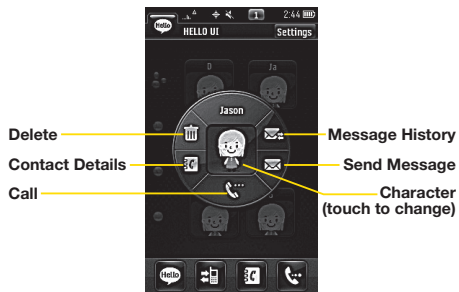 Hello
1
2:44
HELLO UI
Settings
D
Ja
Jason
Delete
Message History
Contact Details
Send Message
Call
Character
(touch to change)
Hello